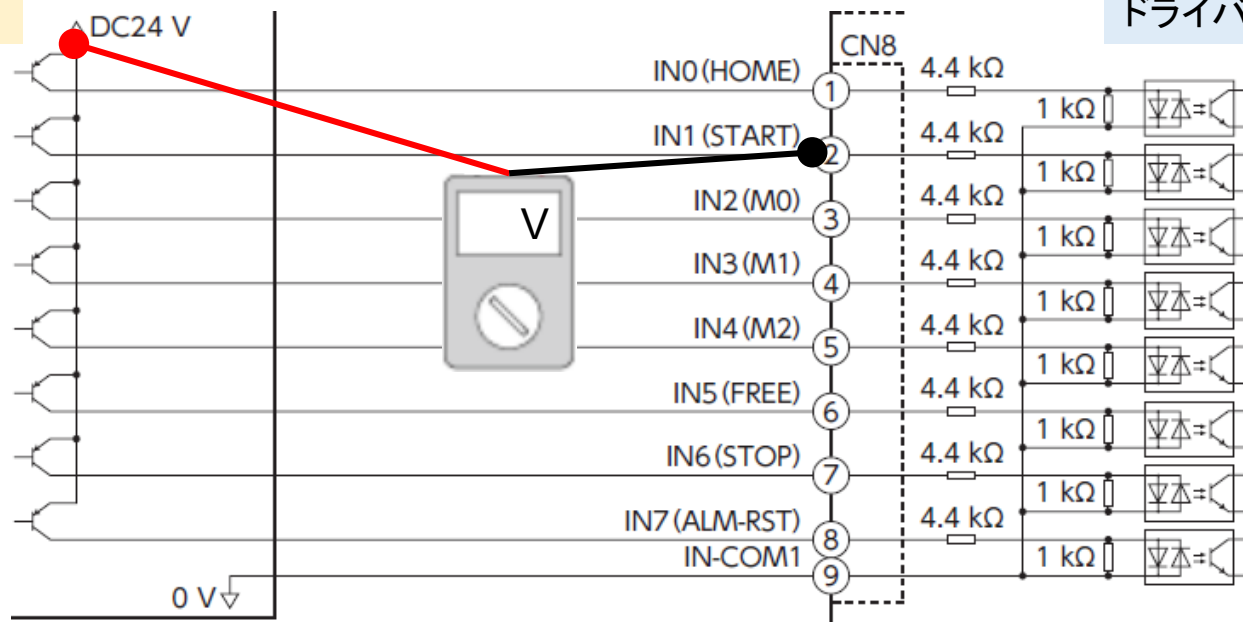 ドライバ
DC24 V
CN8
IN0(HOME)
1
4.4 kΩ
1 kΩ
IN1(START)
2
4.4 kΩ
1 kΩ
IN2(M0)
3
4.4 kΩ
1 kΩ
V
IN3(M1)
4
4.4 kΩ
1 kΩ
IN4(M2)
5
4.4 kΩ
1 kΩ
IN5(FREE)
6
4.4 kΩ
1 kΩ
IN6(STOP)
7
4.4 kΩ
1 kΩ
IN7(ALM-RST)
8
4.4 kΩ
1 kΩ
IN-COM1
9
0 V